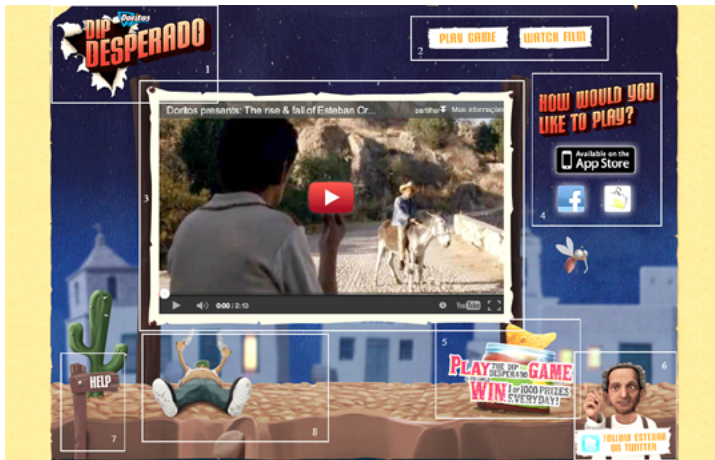 Doritos
DIP
DESPERADO
1
2
PLAY GAME
WATCH FILM
Doritos presents: The rise & fall of Esteban Or...
partilhar
Mais informações
3
0:00 / 2:13
YouTube
HOW WOULD YOU
LIKE TO PLAY?
Available on the
App Store
4
5
PLAY THE DIP DESPERADO GAME
WIN 1 of 1000 PRIZES
EVERYDAY!
6
FOLLOW ESTEBAN
ON TWITTER
HELP
7
8